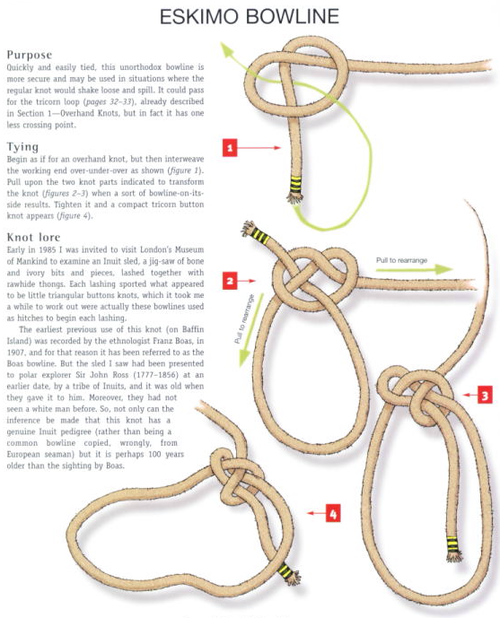 ESKIMO BOWLINE
Purpose
Quickly and easily tied, this unorthodox bowline is
more secure and may be used in situations where the
regular knot would shake loose and spill. It could pass
for the tricorn loop (pages 32–33), already described
in Section 1—Overhand Knots, but in fact it has one
less crossing point.
Tying
Begin as if for an overhand knot, but then interweave
the working end over-under-over as shown (figure 1).
Pull upon the two knot parts indicated to transform
the knot (figures 2–3) when a sort of bowline-on-its-
side results. Tighten it and a compact tricorn button
knot appears (figure 4).
Knot lore
Early in 1985 I was invited to visit London's Museum
of Mankind to examine an Inuit sled, a jig-saw of bone
and ivory bits and pieces, lashed together with
rawhide thongs. Each lashing sported what appeared
to be little triangular buttons knots, which it took me
a while to work out were actually these bowlines used
as hitches to begin each lashing.
The earliest previous use of this knot (on Baffin
Island) was recorded by the ethnologist Franz Boas, in
1907, and for that reason it has been referred to as the
Boas bowline. But the sled I saw had been presented
to polar explorer Sir John Ross (1777–1856) at an
earlier date, by a tribe of Inuits, and it was old when
they gave it to him. Moreover, they had not
seen a white man before. So, not only can the
inference be made that this knot has a
genuine Inuit pedigree (rather than being a
common bowline copied, wrongly, from
European seaman) but it is perhaps 100 years
older than the sighting by Boas.
1
2
Pull to rearrange
Pull to rearrange
3
4